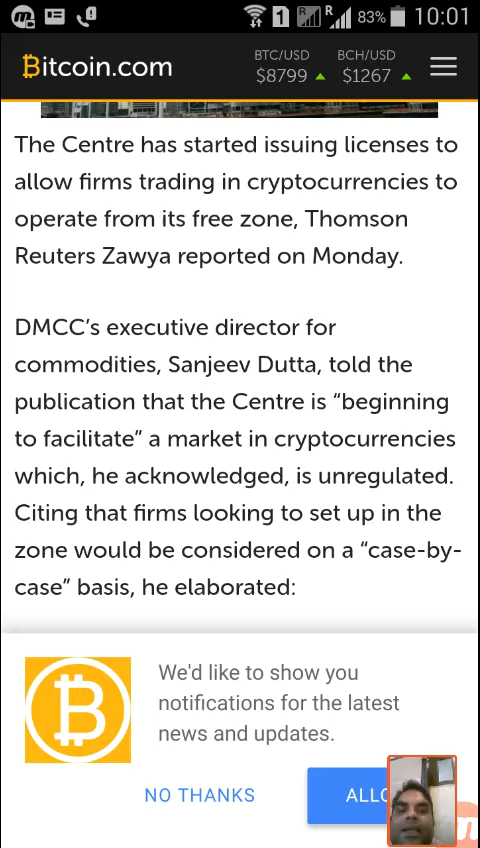 83% 10:01
Bitcoin.com
BTC/USD BCH/USD
$8799 $1267
The Centre has started issuing licenses to
allow firms trading in cryptocurrencies to
operate from its free zone, Thomson
Reuters Zawya reported on Monday.
DMCC’s executive director for
commodities, Sanjeev Dutta, told the
publication that the Centre is “beginning
to facilitate” a market in cryptocurrencies
which, he acknowledged, is unregulated.
Citing that firms looking to set up in the
zone would be considered on a “case-by-
case” basis, he elaborated:
We'd like to show you
notifications for the latest
news and updates.
NO THANKS